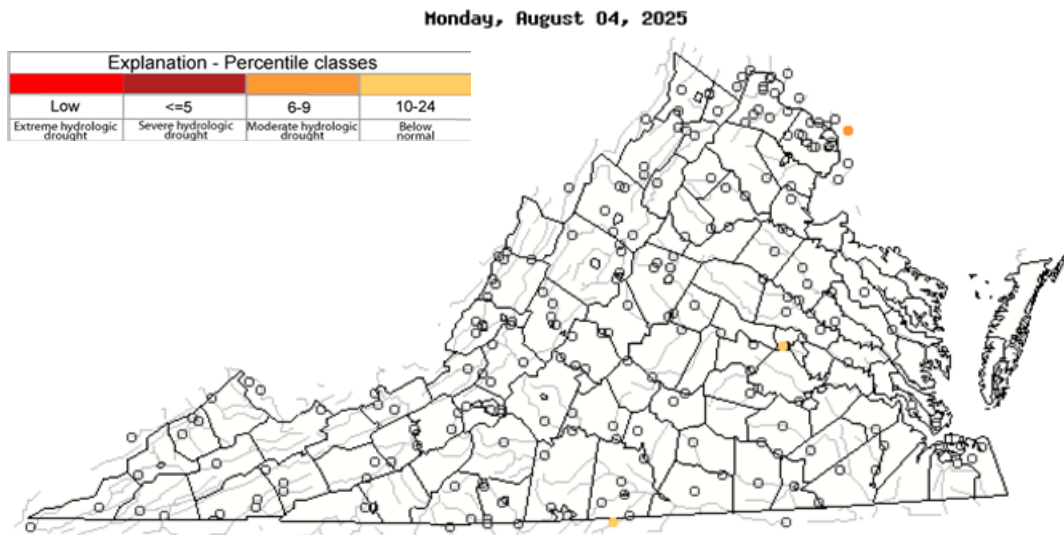 Monday, August 04, 2025
Explanation - Percentile classes
Low <=5 6-9 10-24
Extreme hydrologic drought Severe hydrologic drought Moderate hydrologic drought Below normal